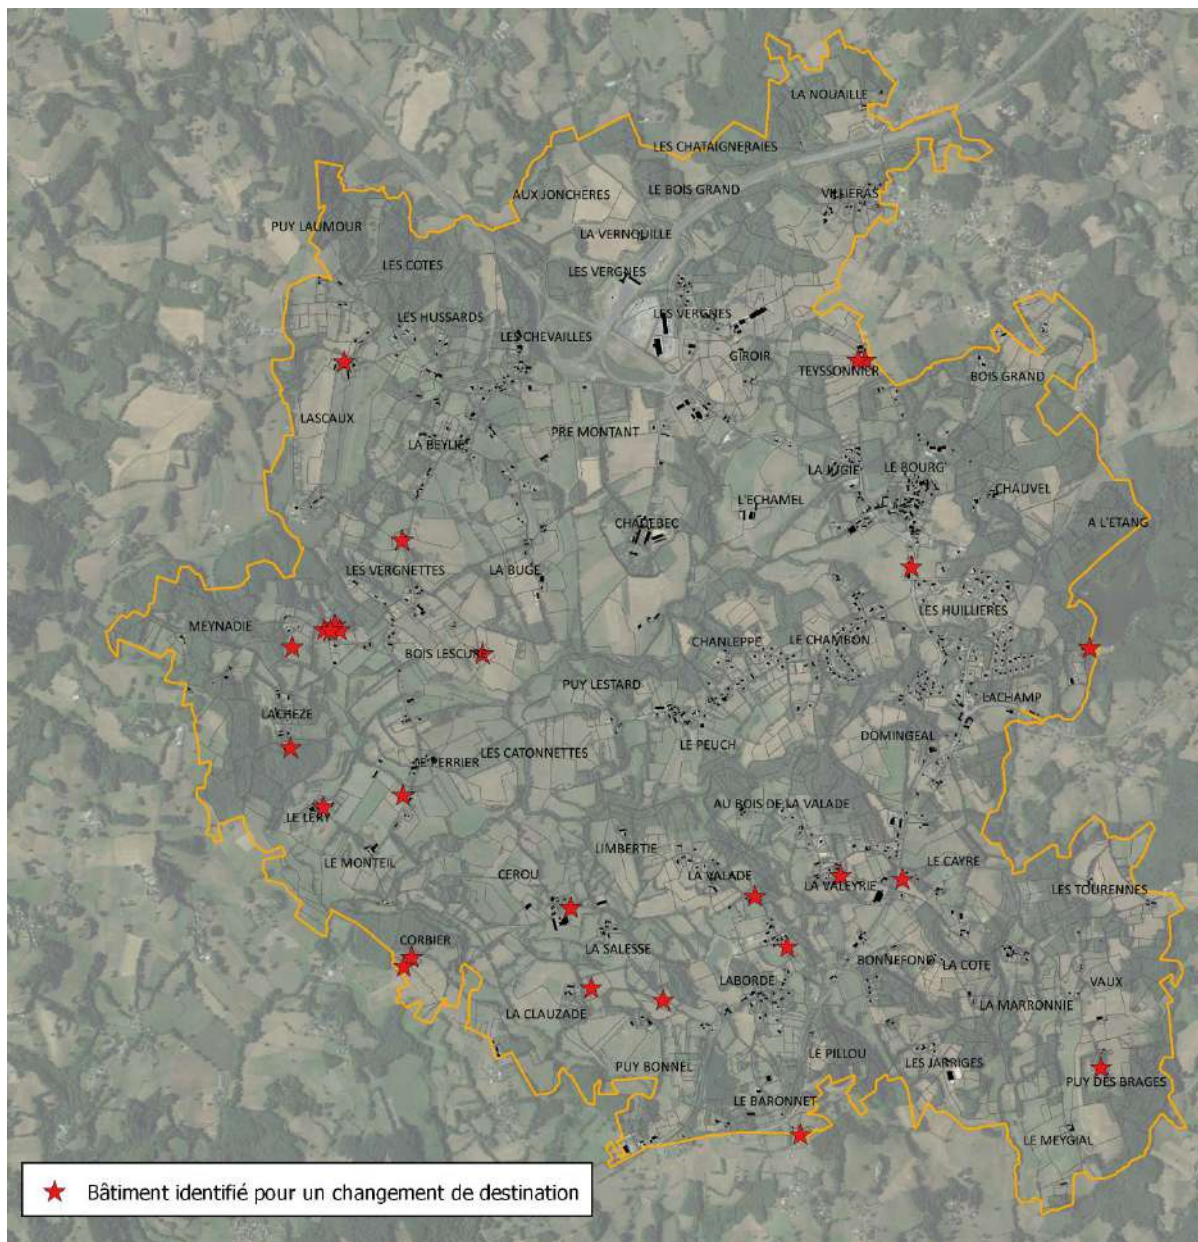 LA NOUAILLE
LES CHATAIGNERAIES
LE BOIS GRAND
AUX JONCHERES
VILLIERAS
PUY LAUMOUR
LA VERNOUILLE
LES COTES
LES VERGNES
LES HUSSARDS
LES VERGNES
LES CHEVAILLES
GIROIR
TEYSSONNIER
BOIS GRAND
LASCAUX
LA BEYLIE
PRE MONTANT
LA JUGIE
LE BOURG
CHAUVEL
L'ECHAMEL
A L'ETANG
CHADEBEC
LES VERGNETTES
LA BUGE
LES HUILLIERES
MEYNADIE
CHANLEPPE
LE CHAMBON
BOIS LESCURE
PUY LESTARD
LACHAMP
LACHEZE
DOMINGEAL
LE PEUCH
LES CATONNETTES
LE PERRIER
AU BOIS DE LA VALADE
LE LERY
LIMBERTIE
LE MONTEIL
LE CAYRE
CEROU
LA VALADE
LA VALEYRIE
LES TOURENNES
CORBIER
LA SALESSE
BONNEFOND
LA COTE
LABORDE
VAUX
LA CLAUZADE
LA MARRONNIE
LE PILLOU
PUY BONNEL
LES JARRIGES
PUY DES BRAGES
LE BARONNET
LE MEYGIAL
Bâtiment identifié pour un changement de destination